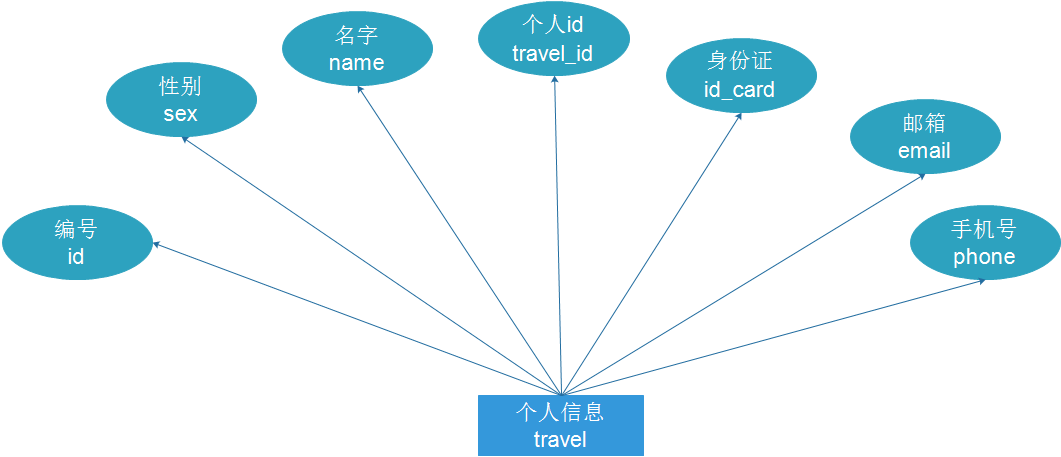 个人id
travel_id
名字
name
身份证
id_card
性别
sex
邮箱
email
编号
id
手机号
phone
个人信息
travel